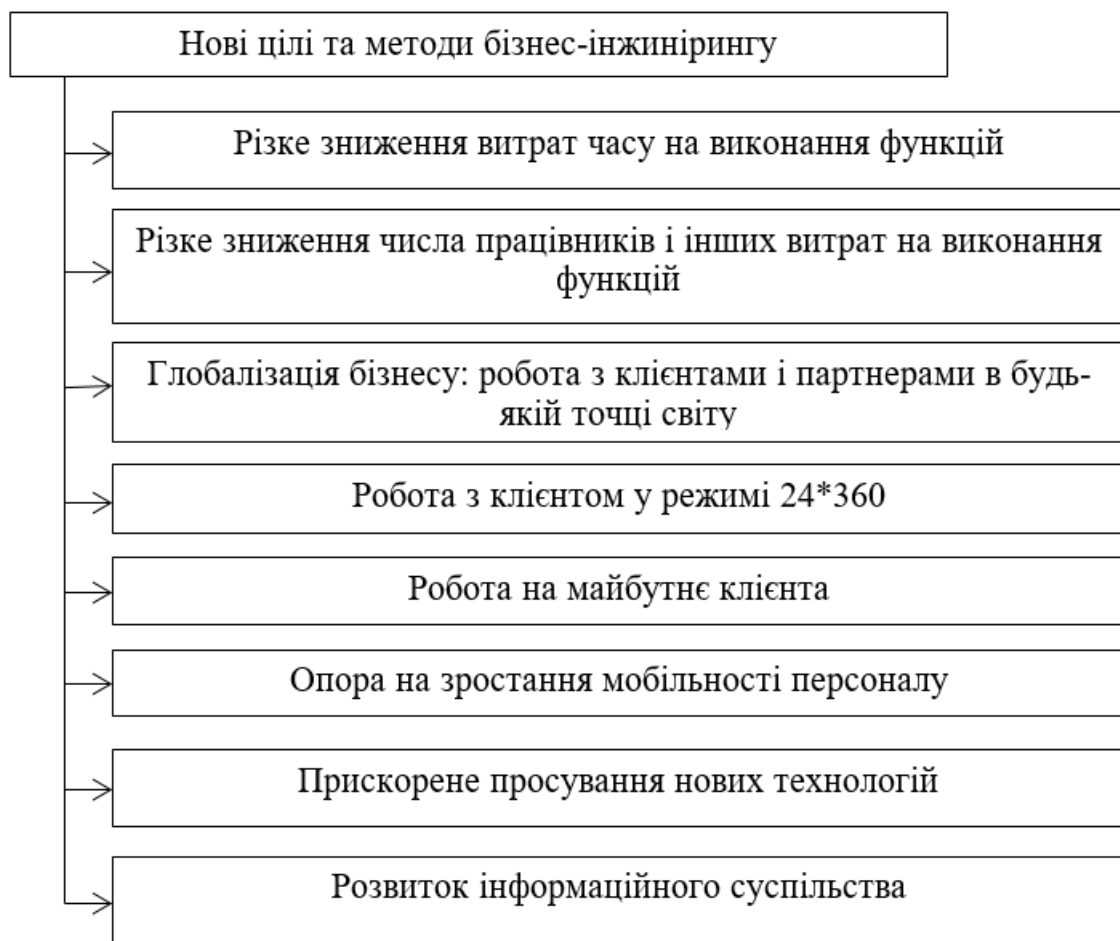 Нові цілі та методи бізнес-інжинірингу
Різке зниження витрат часу на виконання функцій
Різке зниження числа працівників і інших витрат на виконання
функцій
Глобалізація бізнесу: робота з клієнтами і партнерами в будь-
якій точці світу
Робота з клієнтом у режимі 24*360
Робота на майбутнє клієнта
Опора на зростання мобільності персоналу
Прискорене просування нових технологій
Розвиток інформаційного суспільства